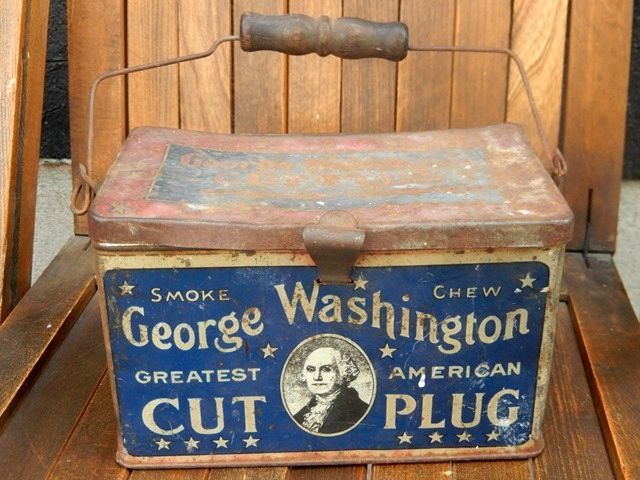 SMOKE CHEW
George Washington
GREATEST AMERICAN
CUT PLUG